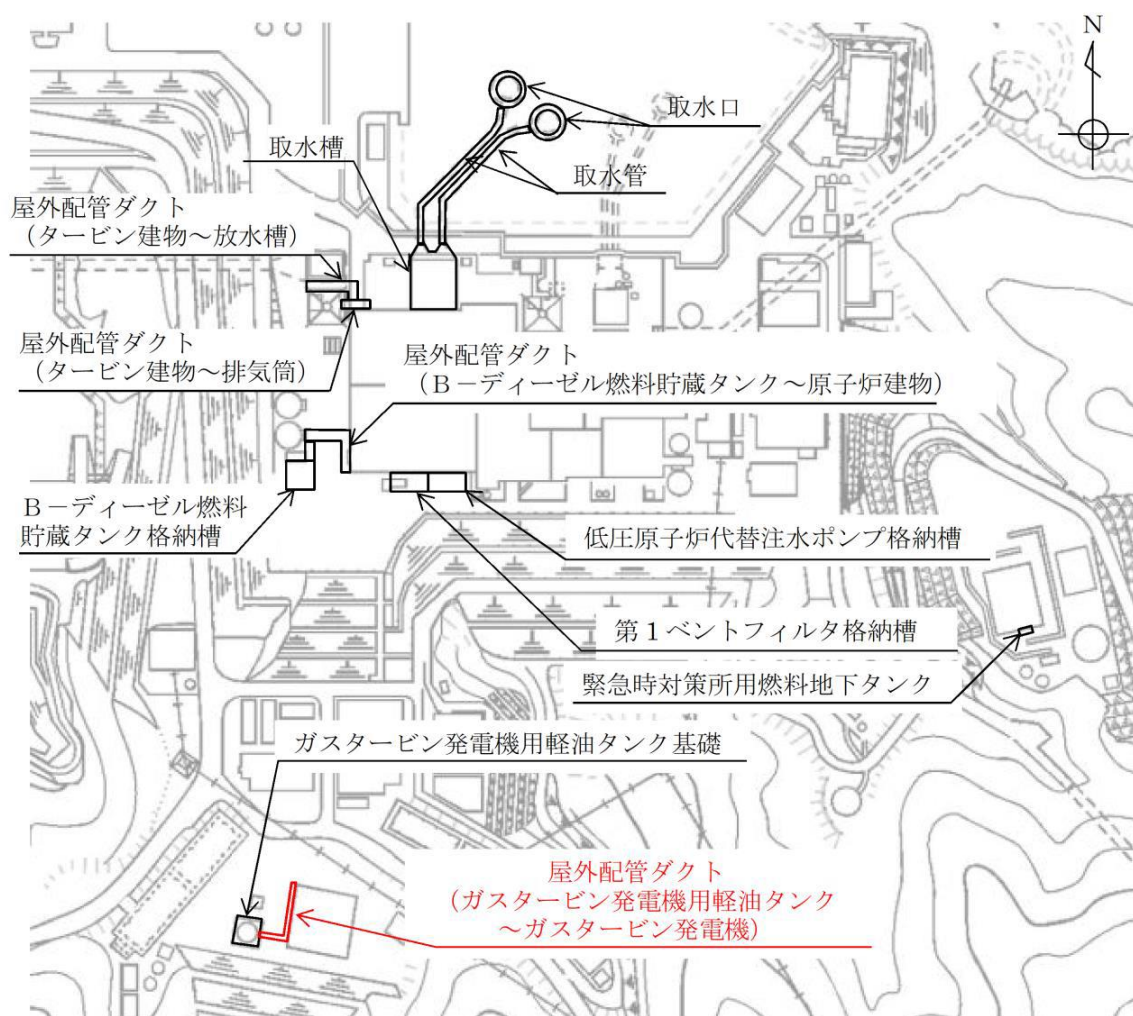 N
取水口
取水槽
取水管
屋外配管ダクト
(タービン建物～放水槽)
屋外配管ダクト
(タービン建物～排気筒)
屋外配管ダクト
(B－ディーゼル燃料貯蔵タンク～原子炉建物)
B－ディーゼル燃料
貯蔵タンク格納槽
低圧原子炉代替注水ポンプ格納槽
第1ベントフィルタ格納槽
緊急時対策所用燃料地下タンク
ガスタービン発電機用軽油タンク基礎
屋外配管ダクト
(ガスタービン発電機用軽油タンク
～ガスタービン発電機)